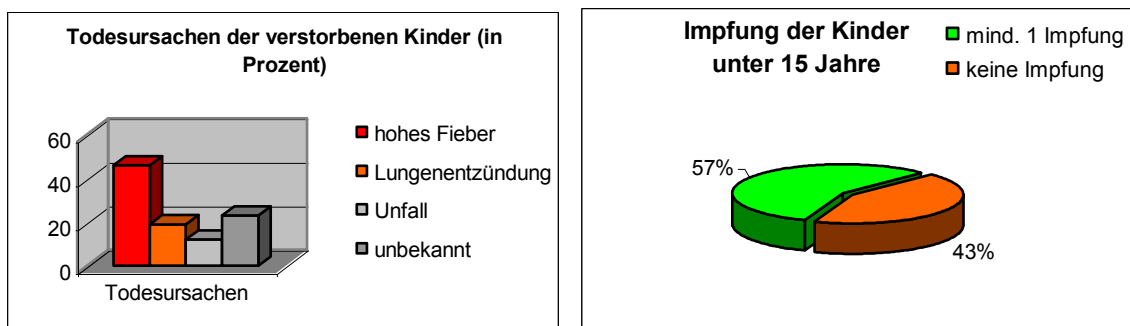 Todesursachen der verstorbenen Kinder (in
Prozent)
60
40
20
0
Todesursachen
hohes Fieber
Lungenentzündung
Unfall
unbekannt
Impfung der Kinder
unter 15 Jahre
mind. 1 Impfung
keine Impfung
57%
43%